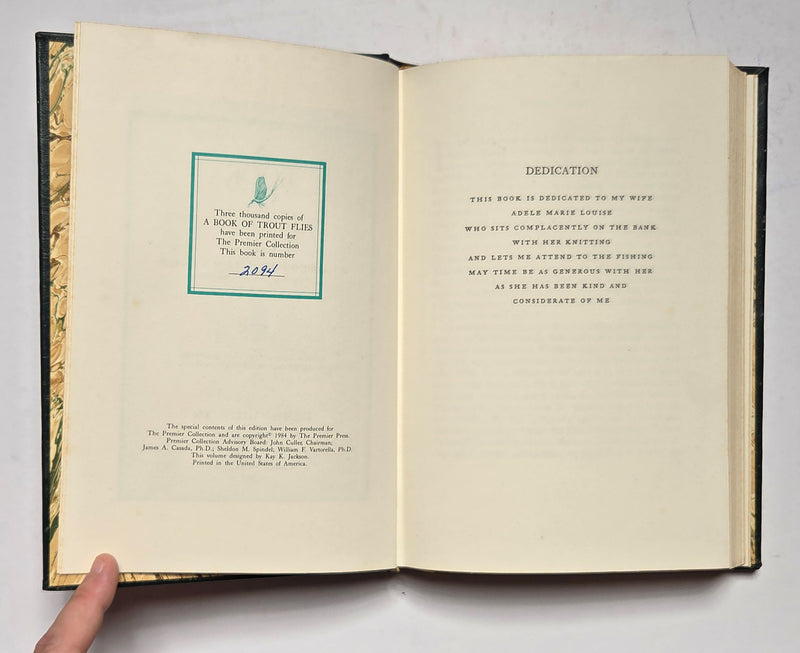 Three thousand copies of
A BOOK OF TROUT FLIES
have been printed for
The Premier Collection
This book is number
2094
The special contents of this edition have been produced for
The Premier Collection and are copyright© 1984 by The Premier Press.
Premier Collection Advisory Board: John Culler, Chairman;
James A. Casada, Ph.D.; Sheldon M. Spindel; William F. Vartorella, Ph.D.
This volume designed by Kay K. Jackson.
Printed in the United States of America.
DEDICATION
THIS BOOK IS DEDICATED TO MY WIFE
ADELE MARIE LOUISE
WHO SITS COMPLACENTLY ON THE BANK
WITH HER KNITTING
AND LETS ME ATTEND TO THE FISHING
MAY TIME BE AS GENEROUS WITH HER
AS SHE HAS BEEN KIND AND
CONSIDERATE OF ME